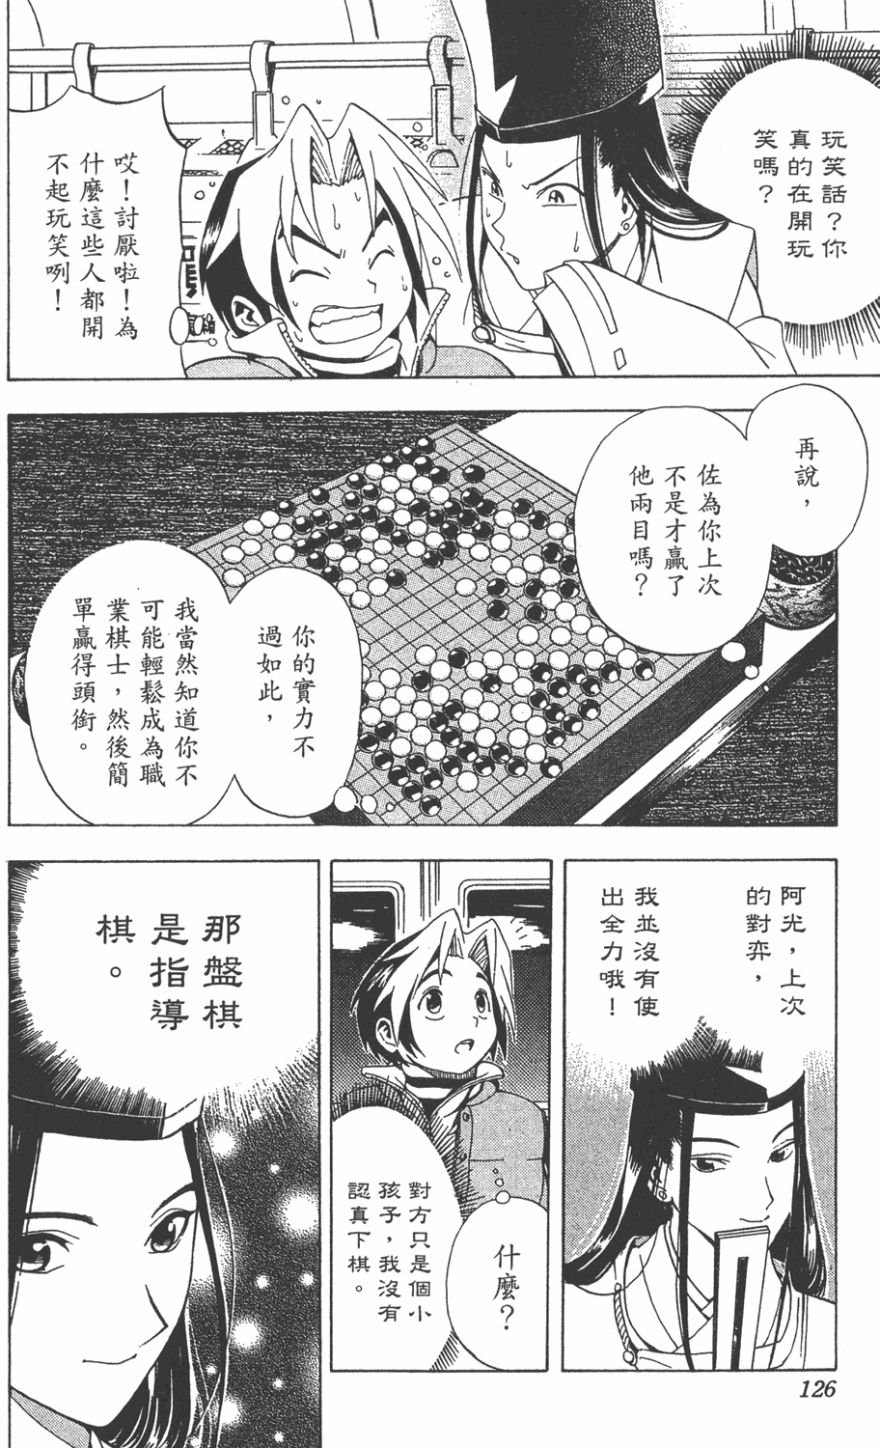 玩笑話？你
真的在開玩
笑嗎？
哎！討厭啦！為
什麼這些人都開
不起玩笑咧！
再說，
佐為你上次
不是才贏了
他兩目嗎？
你的實力不
過如此，
我當然知道你不
可能輕鬆成為職
業棋士，然後簡
單贏得頭銜。
阿光，上次
的對弈，
我並沒有使
出全力哦！
什麼？
對方只是個小
孩子，我沒有
認真下棋。
那盤棋
是指導
棋。
126